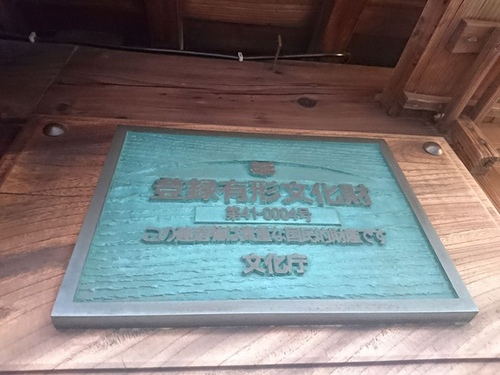 登録有形文化財
第41-0004号
この建造物は貴重な国民的財産です
文化庁